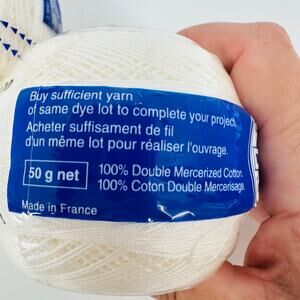 Buy sufficient yarn
of same dye lot to complete your project.
Acheter suffisament de fil
d'un même lot pour réaliser l'ouvrage.
50 g net
100% Double Mercerized Cotton
100% Coton Double Mercerisage
Made in France